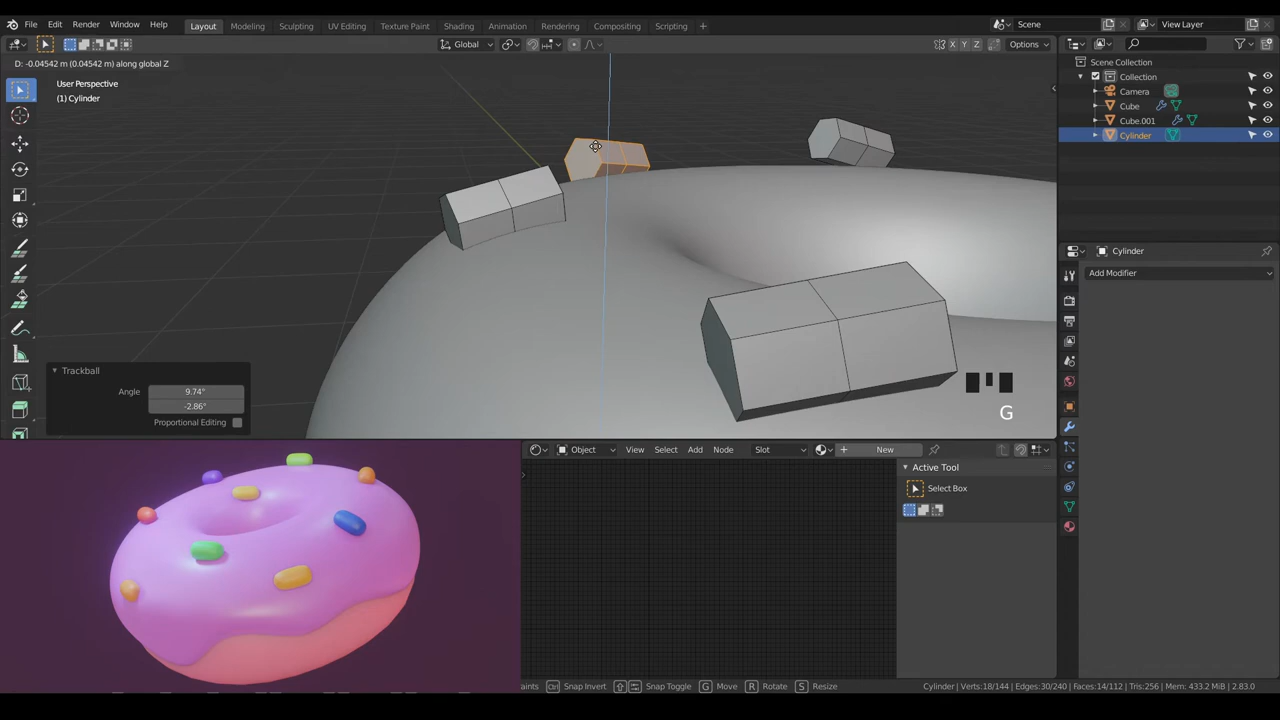 File Edit Render Window Help Layout Modeling Sculpting UV Editing Texture Paint Shading Animation Rendering Compositing Scripting + Scene View Layer
Global X Y Z Options
D: -0.04542 m (0.04542 m) along global Z
Scene Collection
User Perspective
Collection
(1) Cylinder
Camera
Cube
Cube.001
Cylinder
Cylinder
Add Modifier
Trackball
Angle 9.74°
-2.86°
G
Proportional Editing
Object View Select Add Node Slot New
Active Tool
Select Box
Ctrl Snap Invert Snap Toggle G Move R Rotate S Resize Cylinder | Verts:18/144 | Edges:30/240 | Faces:14/112 | Tris:256 | Mem: 433.2 MiB | 2.83.0